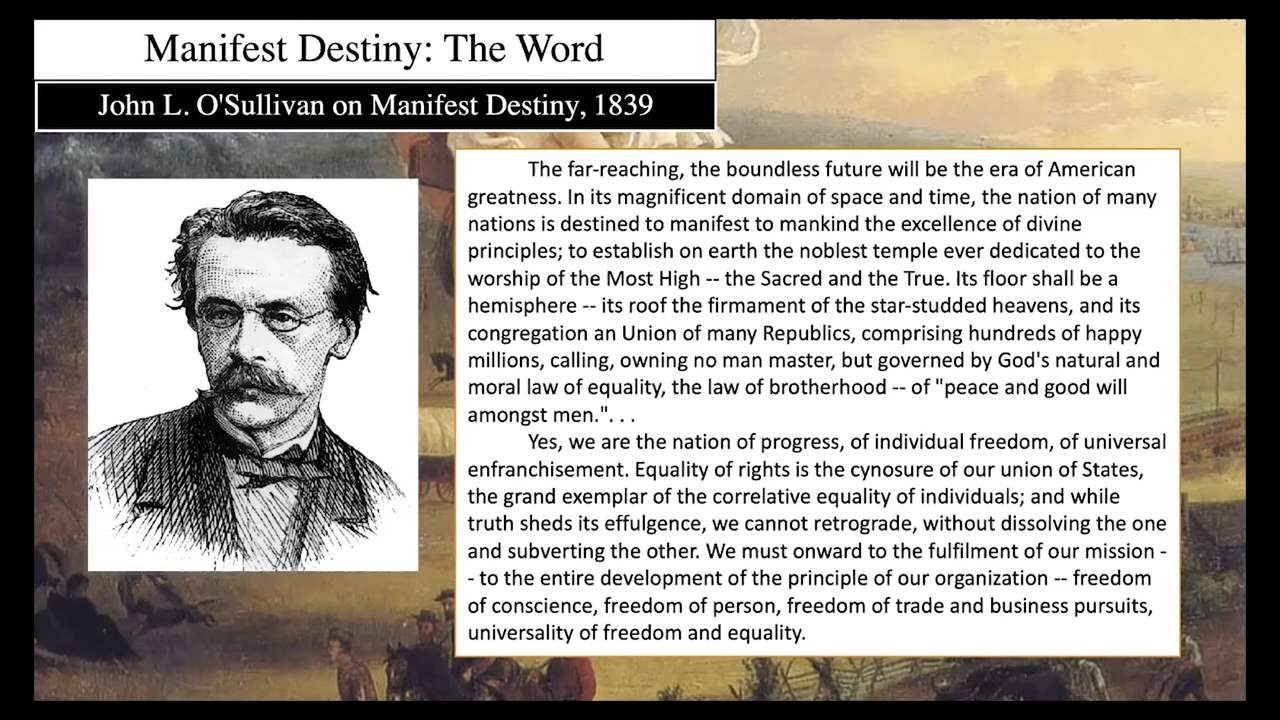 Manifest Destiny: The Word
John L. O'Sullivan on Manifest Destiny, 1839
The far-reaching, the boundless future will be the era of American
greatness. In its magnificent domain of space and time, the nation of many
nations is destined to manifest to mankind the excellence of divine
principles; to establish on earth the noblest temple ever dedicated to the
worship of the Most High -- the Sacred and the True. Its floor shall be a
hemisphere -- its roof the firmament of the star-studded heavens, and its
congregation an Union of many Republics, comprising hundreds of happy
millions, calling, owning no man master, but governed by God's natural and
moral law of equality, the law of brotherhood -- of "peace and good will
amongst men.". . .
Yes, we are the nation of progress, of individual freedom, of universal
enfranchisement. Equality of rights is the cynosure of our union of States,
the grand exemplar of the correlative equality of individuals; and while
truth sheds its effulgence, we cannot retrograde, without dissolving the one
and subverting the other. We must onward to the fulfilment of our mission -
- to the entire development of the principle of our organization -- freedom
of conscience, freedom of person, freedom of trade and business pursuits,
universality of freedom and equality.